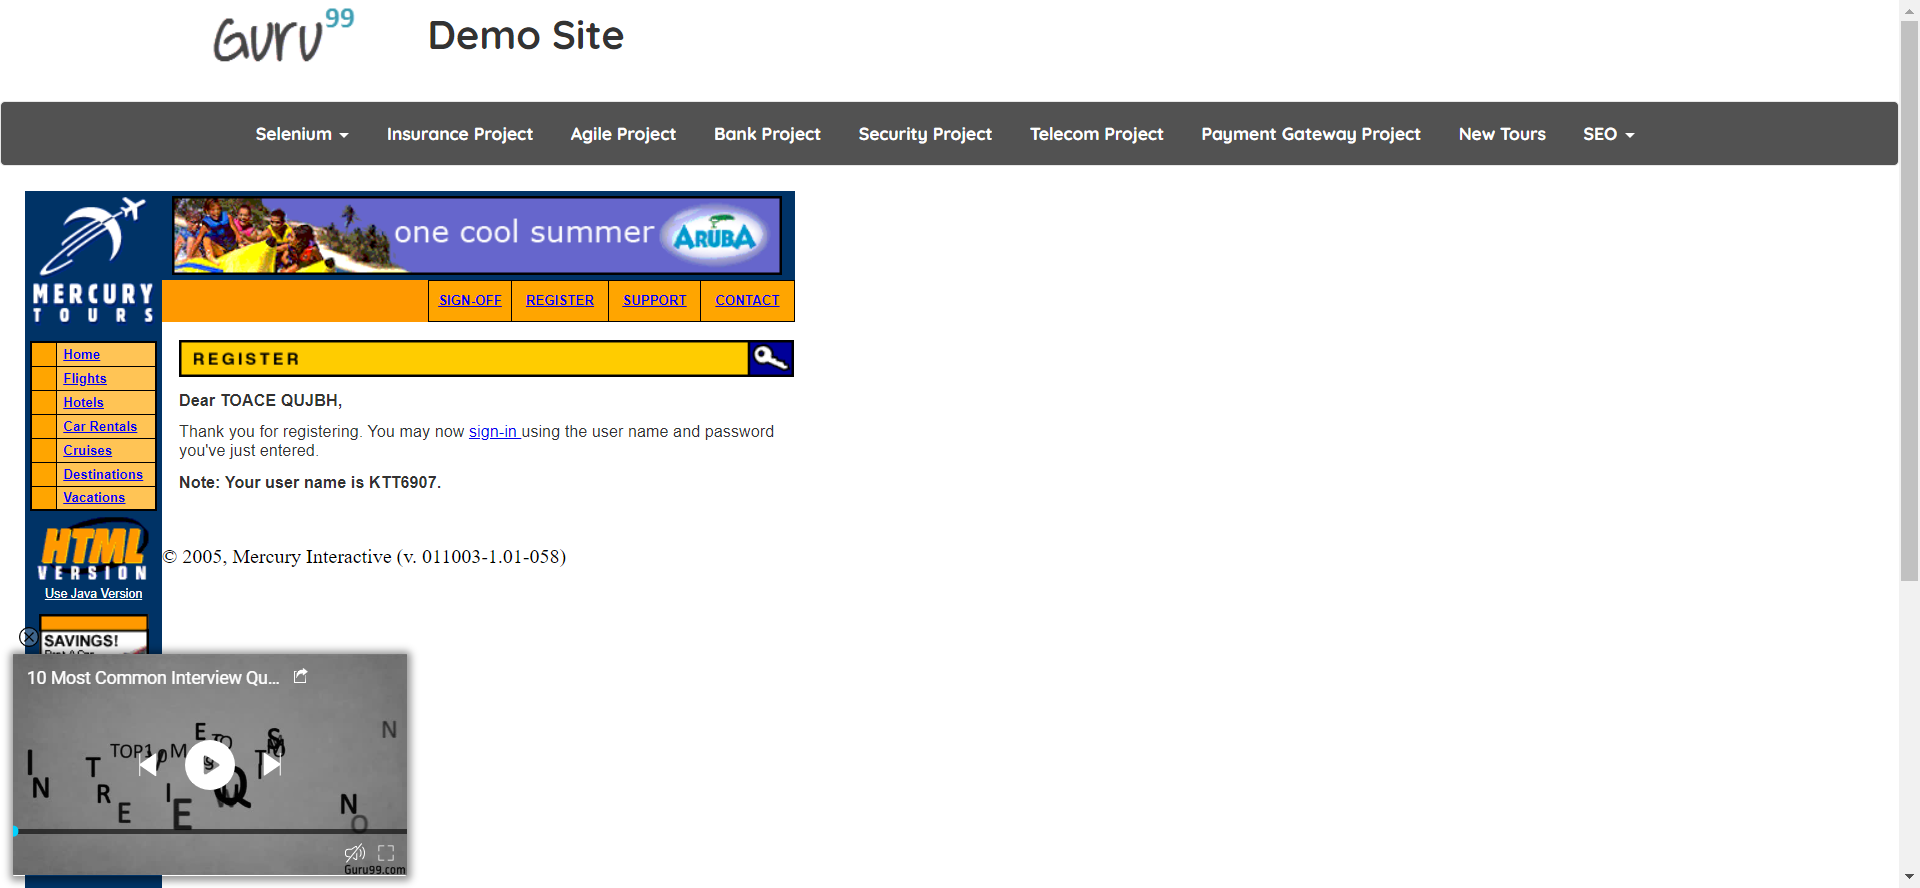 Guru99
Demo Site
Selenium
Insurance Project
Agile Project
Bank Project
Security Project
Telecom Project
Payment Gateway Project
New Tours
SEO
one cool summer
ARUBA
MERCURY
TOURS
SIGN-OFF
REGISTER
SUPPORT
CONTACT
Home
Flights
Hotels
Car Rentals
Cruises
Destinations
Vacations
REGISTER
Dear TOACE QUJBH,
Thank you for registering. You may now sign-in using the user name and password
you've just entered.
Note: Your user name is KTT6907.
HTML
VERSION
© 2005, Mercury Interactive (v. 011003-1.01-058)
Use Java Version
SAVINGS!
10 Most Common Interview Qu...
TOP10
Guru99.com